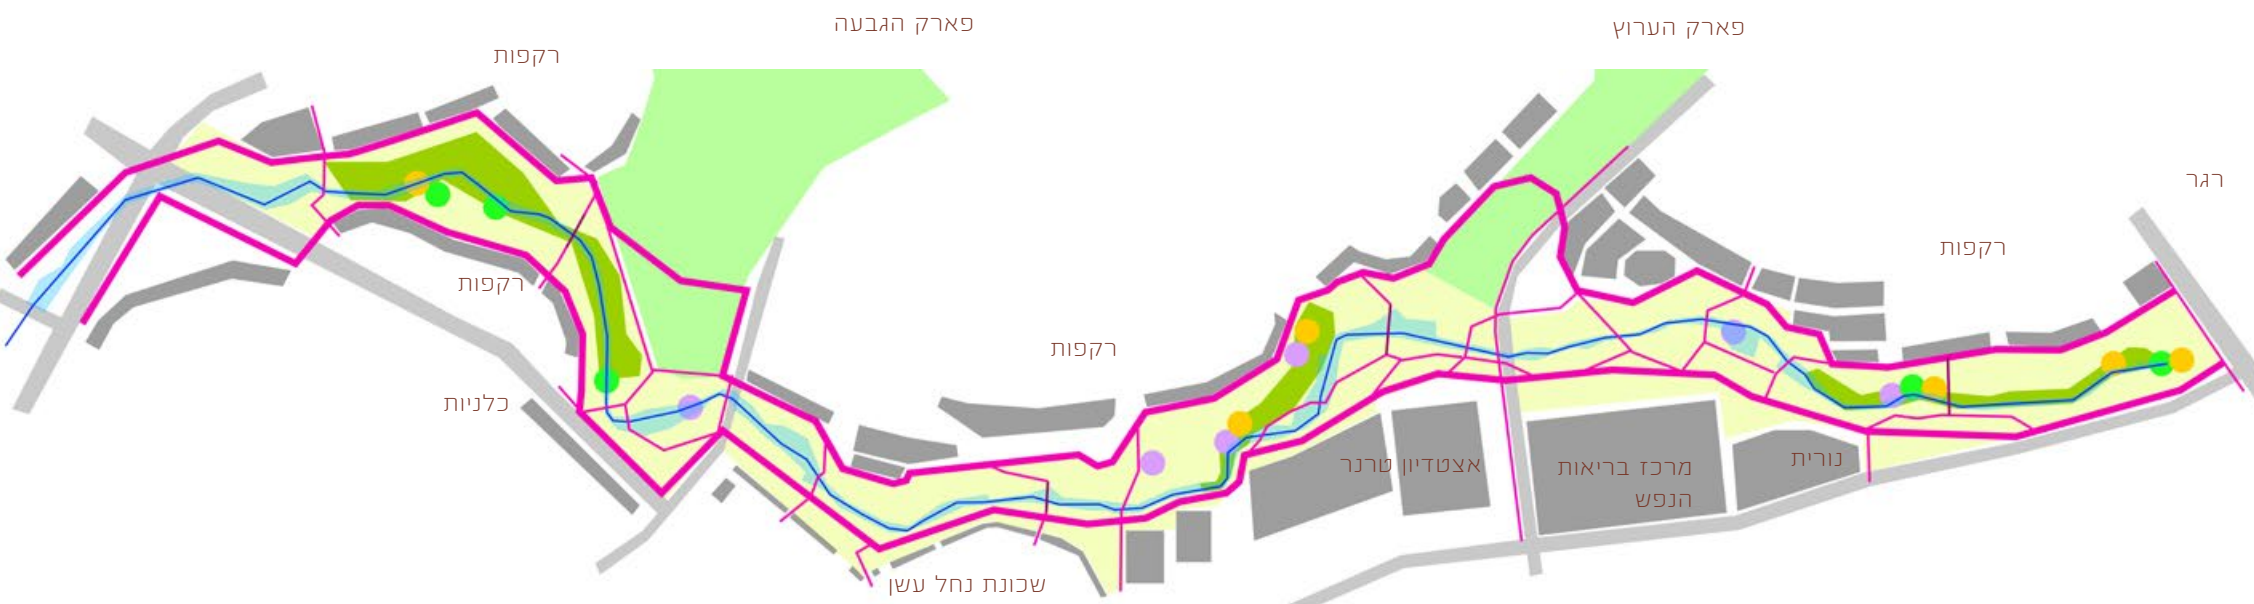 פארק הגבעה
פארק הערוץ
רקפות
רגר
רקפות
רקפות
רקפות
כלניות
אצטדיון טרנר
מרכז בריאות
הנפש
נורית
שכונת נחל עשן